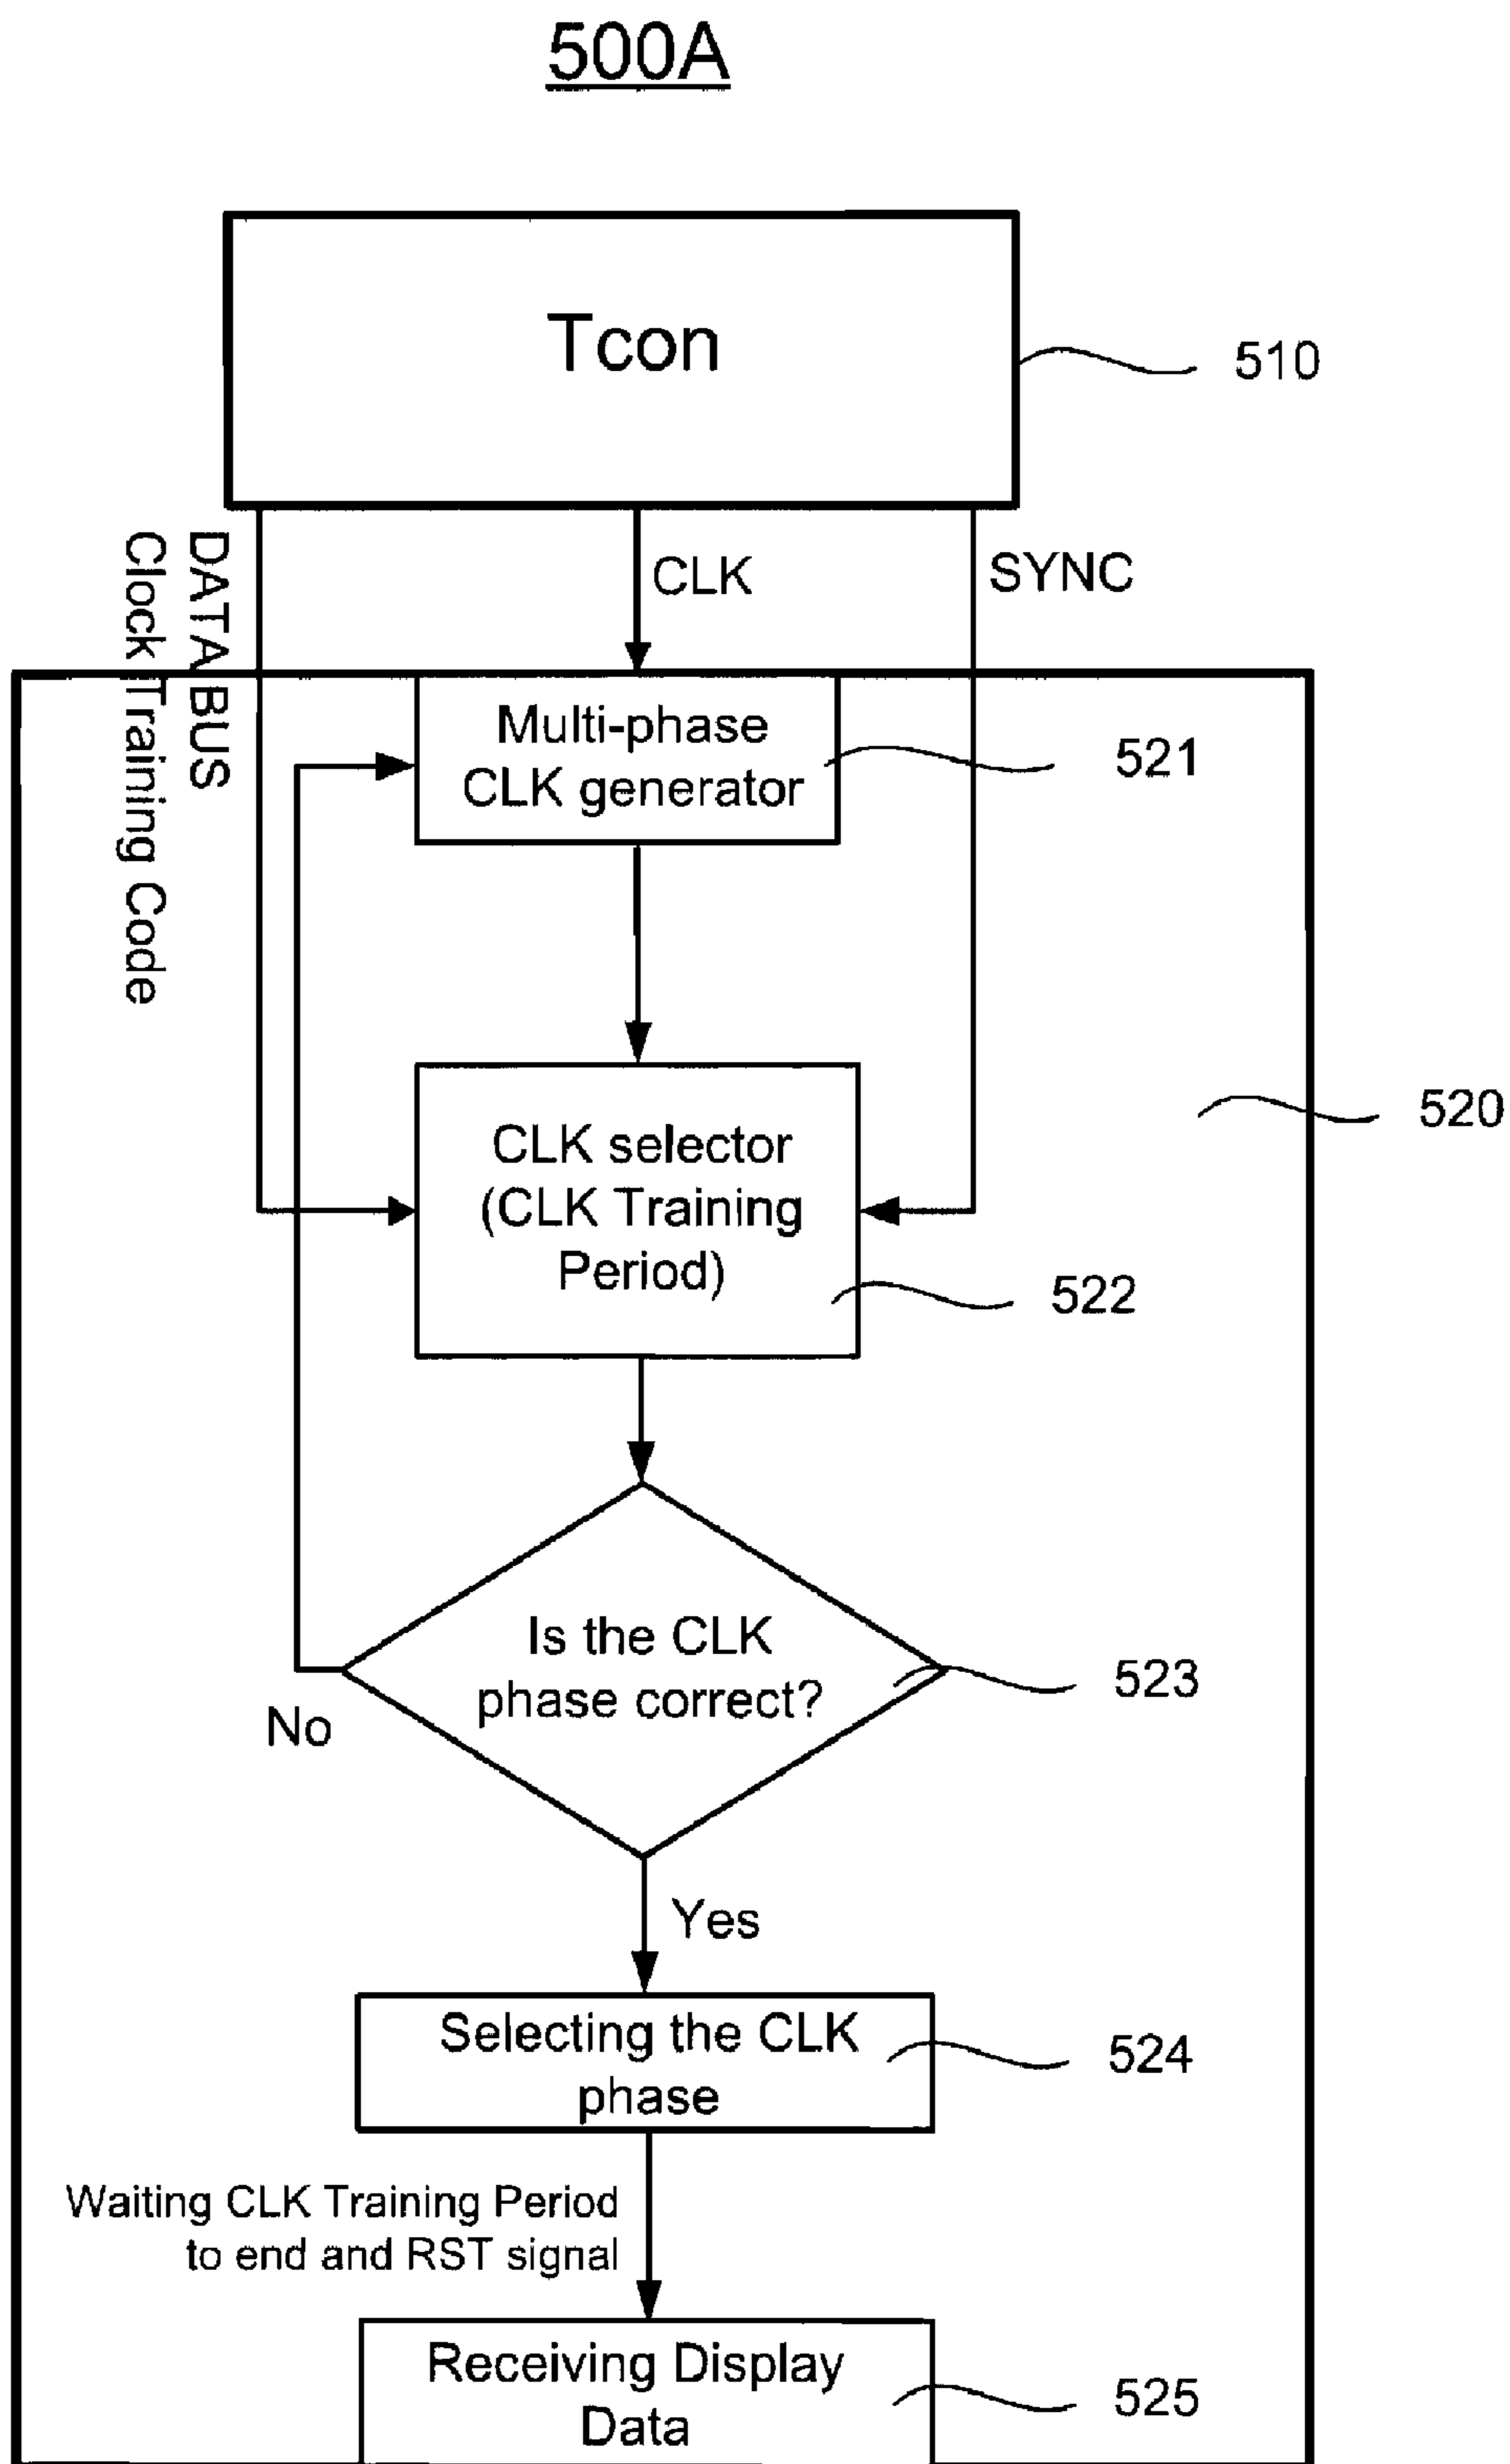 500A
Tcon
510
DATA BUS
Clock Training Code
CLK
SYNC
Multi-phase
CLK generator
521
CLK selector
(CLK Training
Period)
522
520
Is the CLK
phase correct?
523
No
Yes
Selecting the CLK
phase
524
Waiting CLK Training Period
to end and RST signal
Receiving Display
Data
525